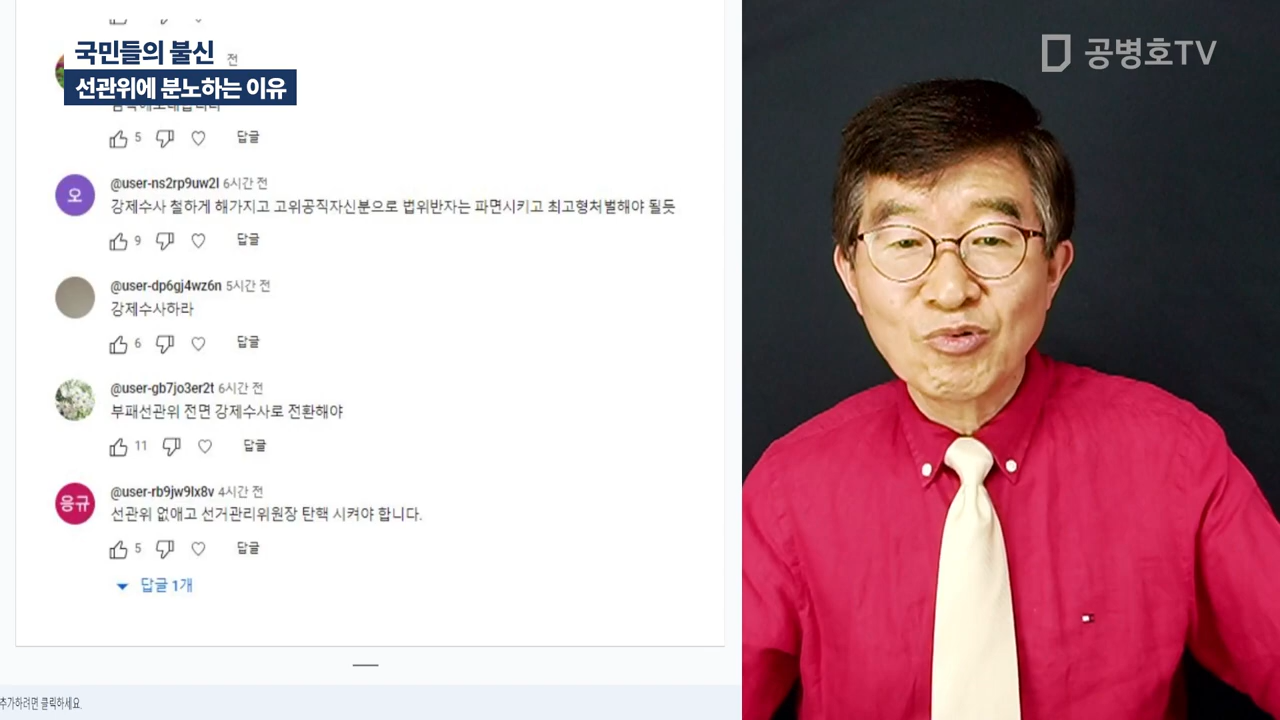 국민들의 불신
전
선관위에 분노하는 이유
5 답글
오
@user-ns2rp9uw2l 6시간 전
강제수사 철하게 해가지고 고위공직자신분으로 법위반자는 파면시키고 최고형처벌해야 될듯
9 답글
@user-dp6gj4wz6n 5시간 전
강제수사하라
6 답글
@user-gb7jo3er2t 6시간 전
부패선관위 전면 강제수사로 전환해야
11 답글
응규
@user-rb9jw9lx8v 4시간 전
선관위 없애고 선거관리위원장 탄핵 시켜야 합니다.
5 답글
답글 1개
추가하려면 클릭하세요.
공병호TV